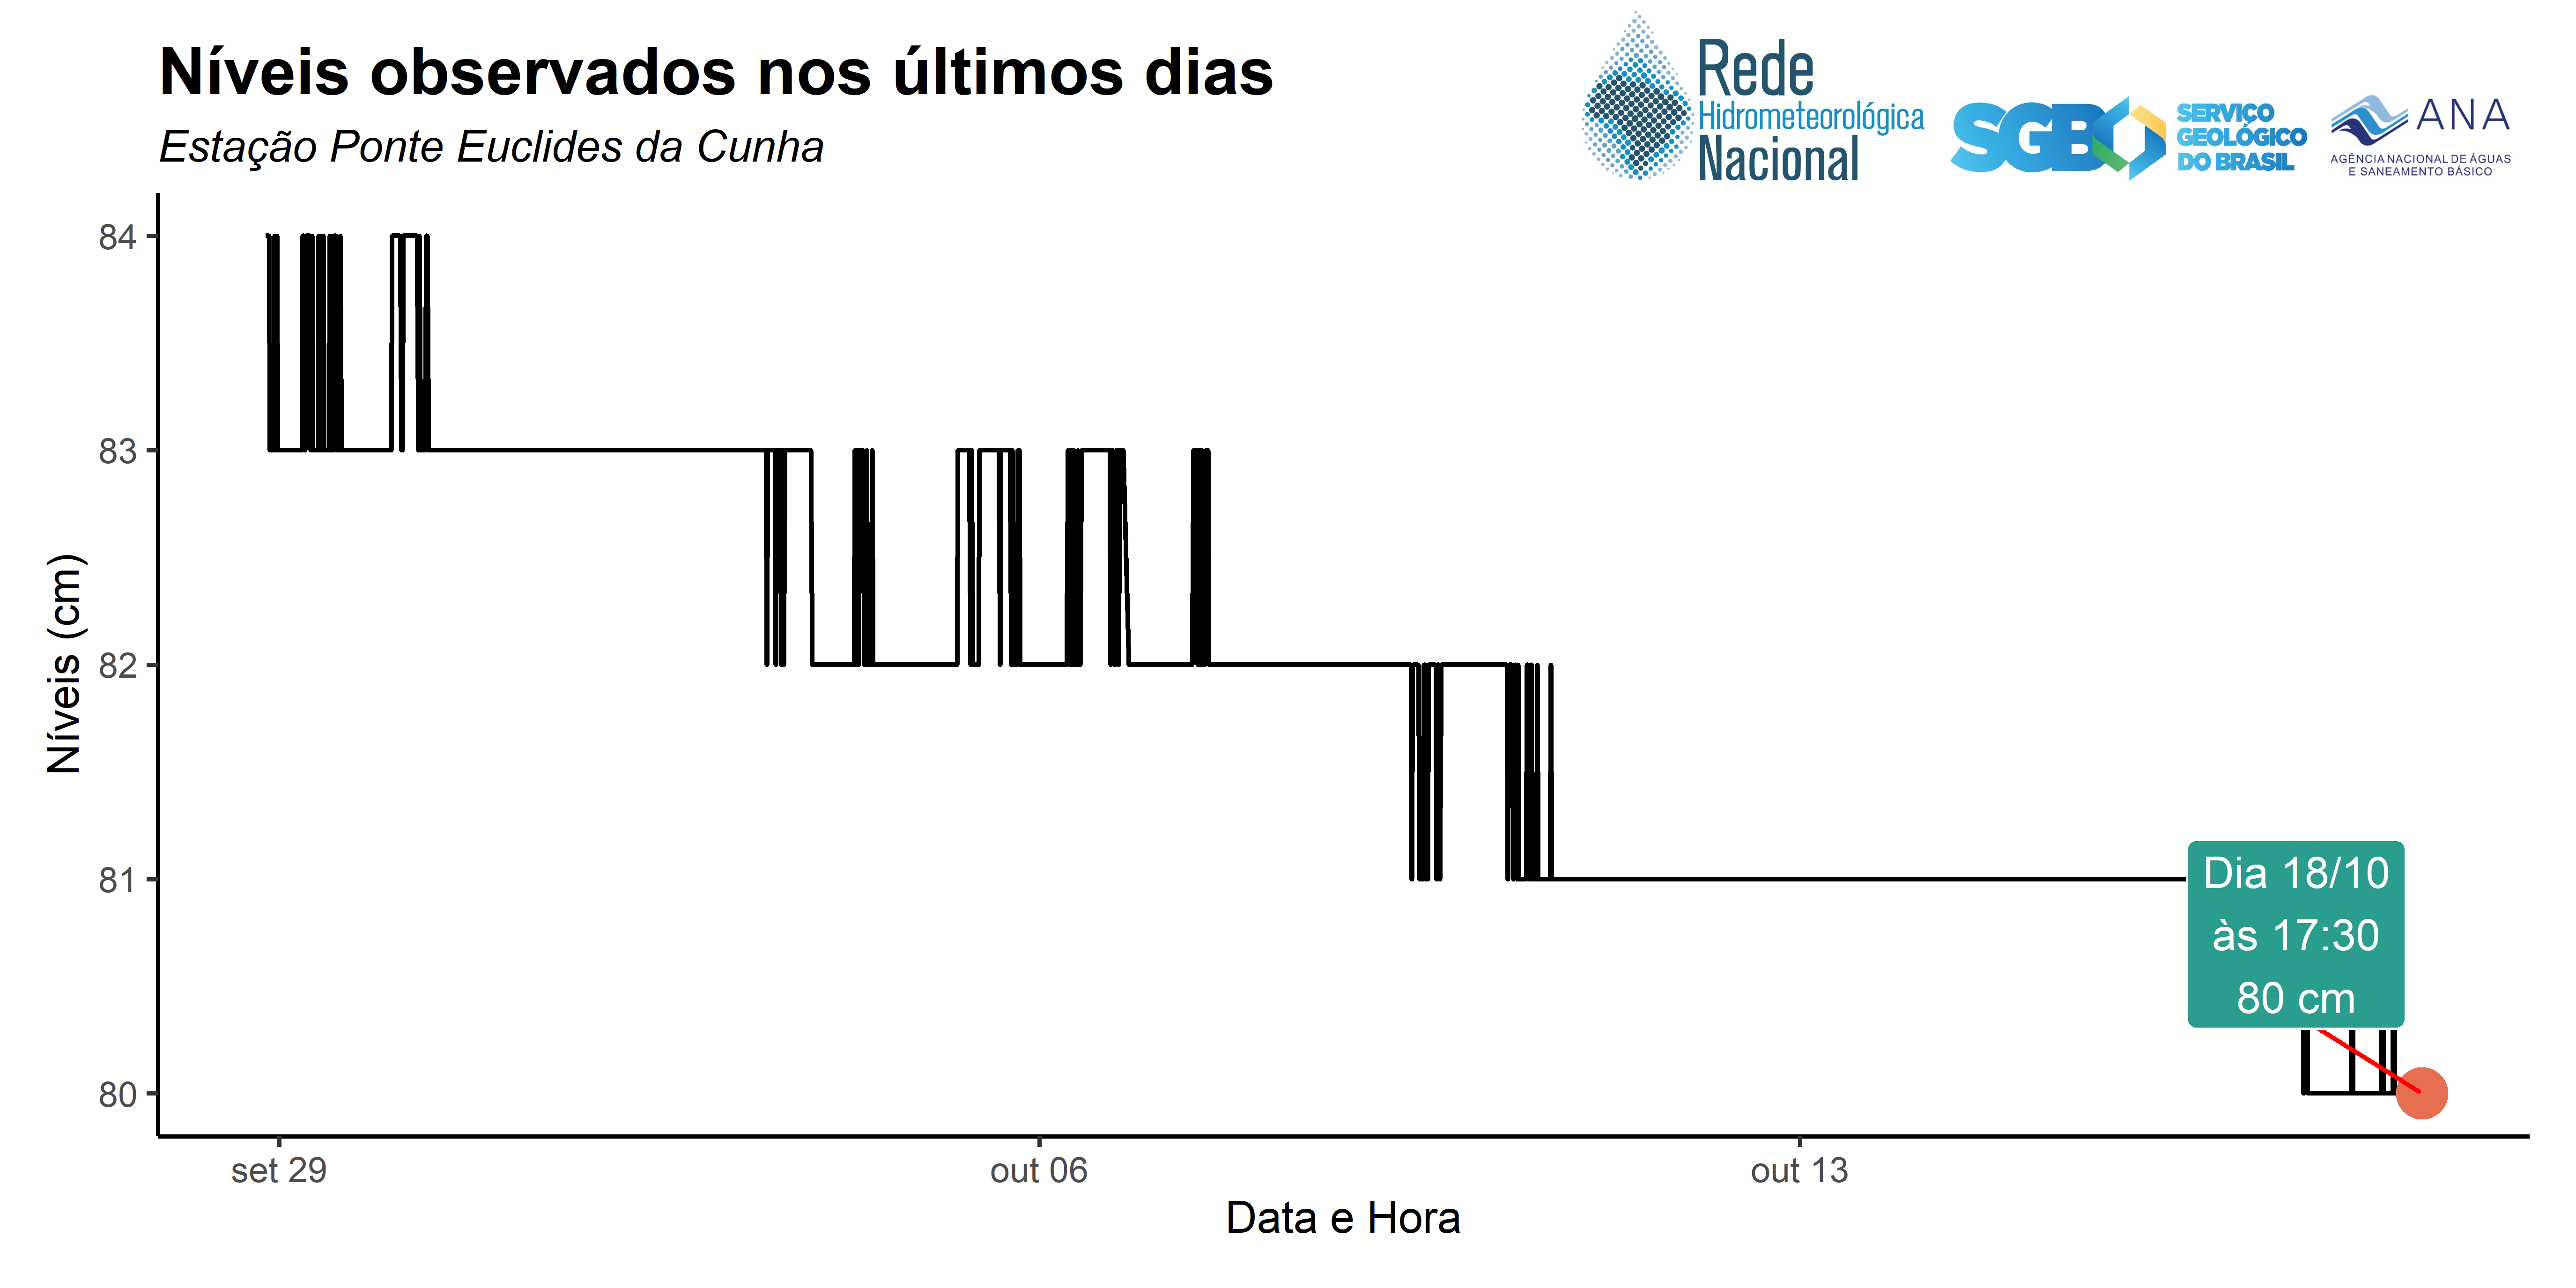 Níveis observados nos últimos dias
Estação Ponte Euclides da Cunha
Rede
Hidrometeorológica
Nacional
SGB
SERVIÇO
GEOLÓGICO
DO BRASIL
ANA
AGÊNCIA NACIONAL DE ÁGUAS
E SANEAMENTO BÁSICO
Níveis (cm)
84
83
82
81
80
Dia 18/10
às 17:30
80 cm
set 29
out 06
out 13
Data e Hora